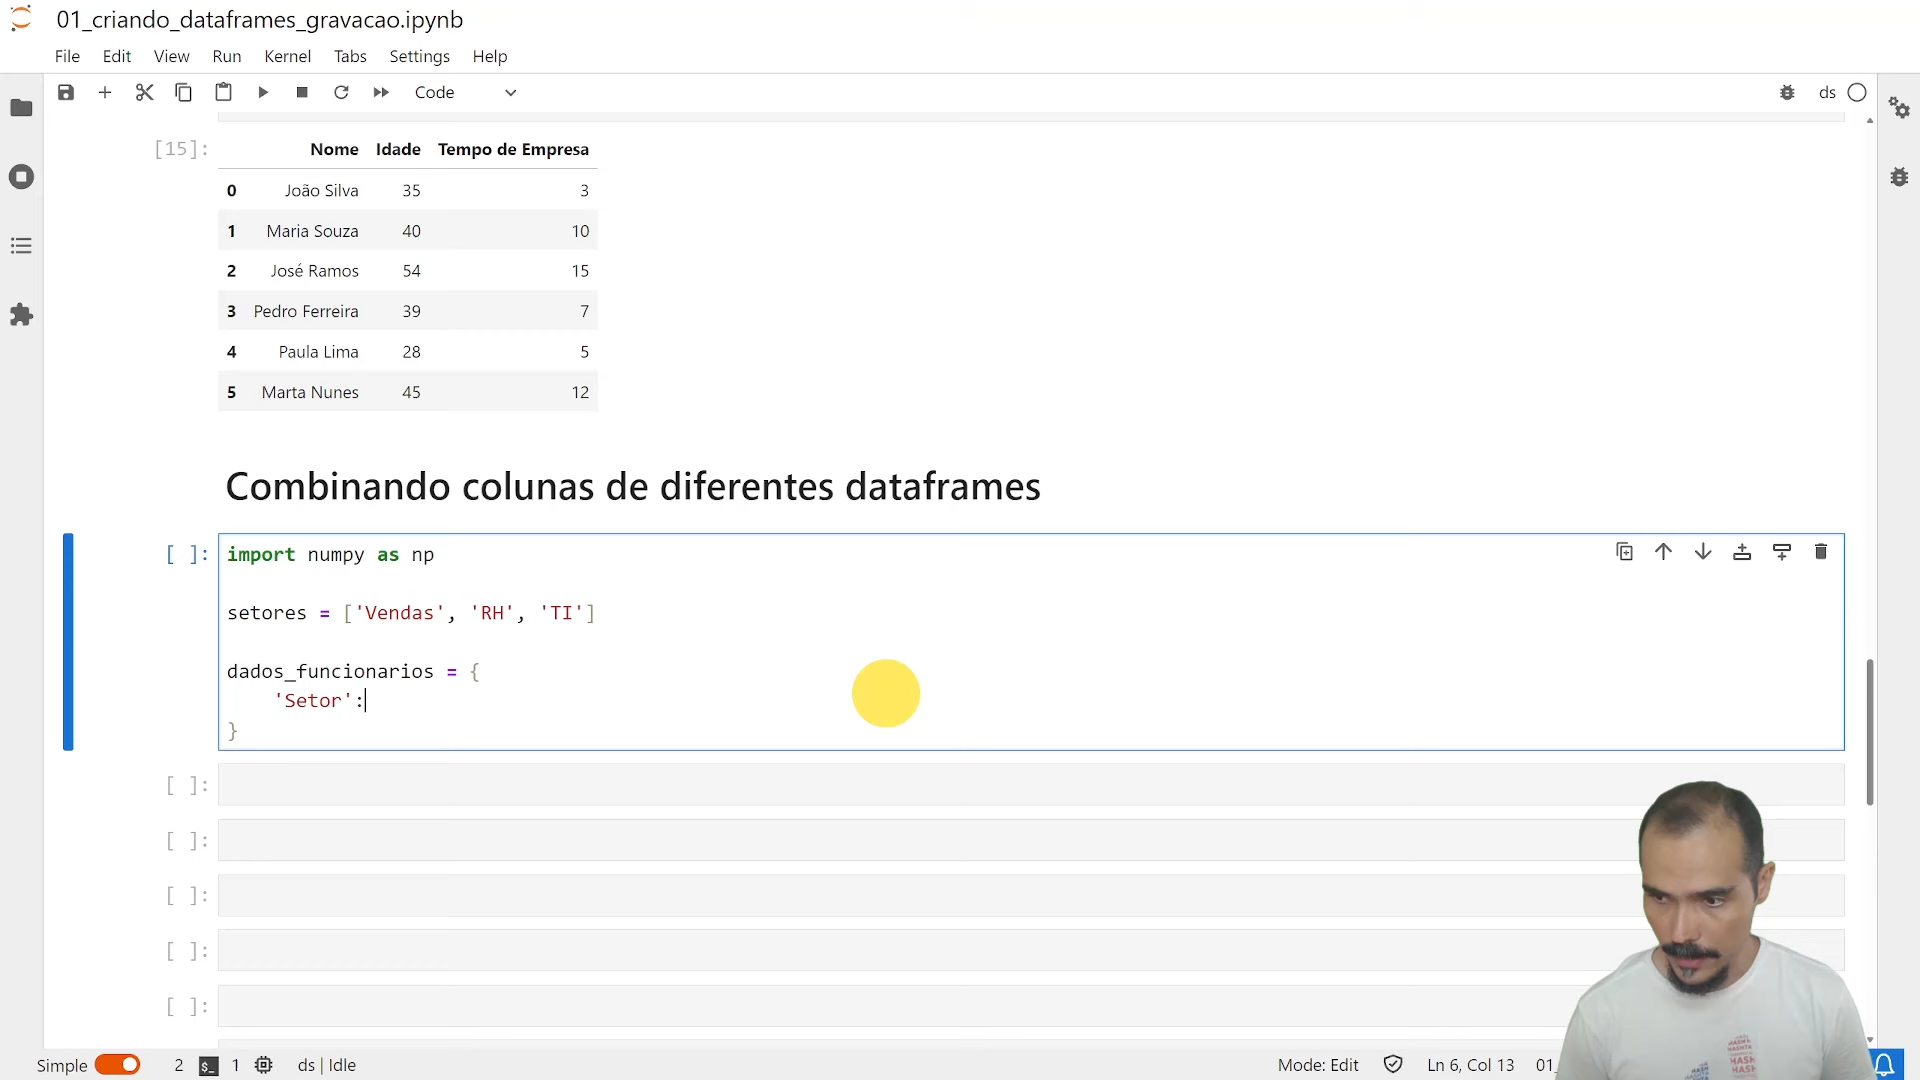 01_criando_dataframes_gravacao.ipynb
File Edit View Run Kernel Tabs Settings Help
Code
ds
[15]:
Nome Idade Tempo de Empresa
0 João Silva 35 3
1 Maria Souza 40 10
2 José Ramos 54 15
3 Pedro Ferreira 39 7
4 Paula Lima 28 5
5 Marta Nunes 45 12
Combinando colunas de diferentes dataframes
[ ]: import numpy as np
setores = ['Vendas', 'RH', 'TI']
dados_funcionarios = {
'Setor':
}
[ ]:
[ ]:
[ ]:
[ ]:
[ ]:
Simple 2 $_ 1 ds | Idle Mode: Edit Ln 6, Col 13 01_